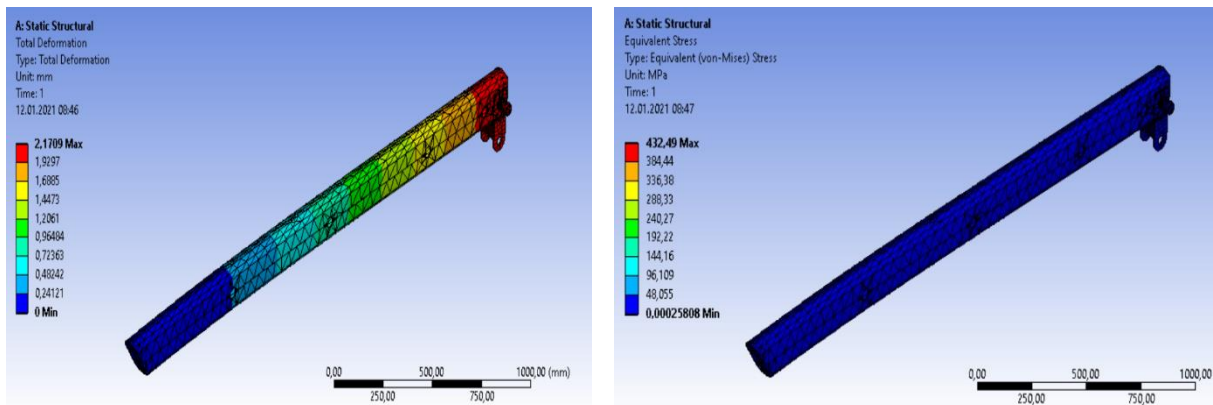 A: Static Structural
Total Deformation
Type: Total Deformation
Unit: mm
Time: 1
12.01.2021 08:46
2,1709 Max
1,9297
1,6885
1,4473
1,2061
0,96484
0,72363
0,48242
0,24121
0 Min
0,00 500,00 1000,00 (mm)
250,00 750,00
A: Static Structural
Equivalent Stress
Type: Equivalent (von-Mises) Stress
Unit: MPa
Time: 1
12.01.2021 08:47
432,49 Max
384,44
336,38
288,33
240,27
192,22
144,16
96,109
48,055
0,00025808 Min
0,00 500,00 1000,00
250,00 750,00